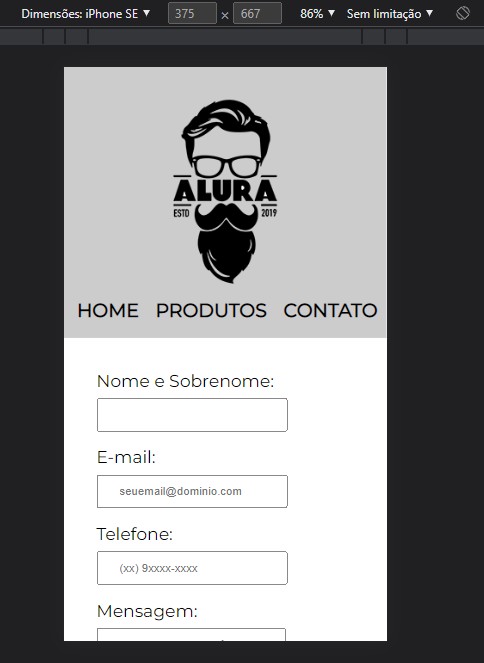 Dimensões: iPhone SE ▼ 375 × 667 86% ▼ Sem limitação ▼
ALURA
ESTD 2019
HOME PRODUTOS CONTATO
Nome e Sobrenome:
E-mail:
seuemail@dominio.com
Telefone:
(xx) 9xxxx-xxxx
Mensagem: